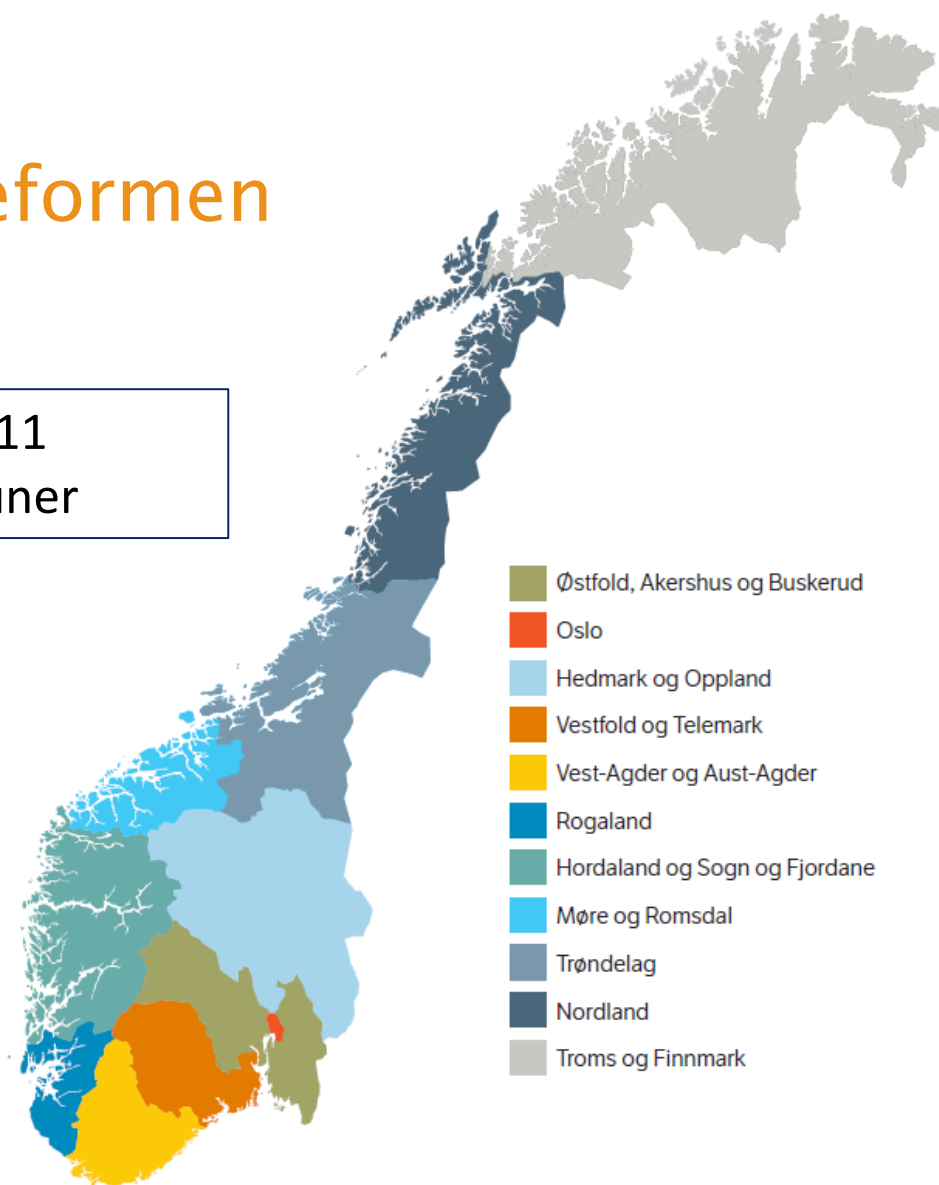 eformen
11
uner
Østfold, Akershus og Buskerud
Oslo
Hedmark og Oppland
Vestfold og Telemark
Vest-Agder og Aust-Agder
Rogaland
Hordaland og Sogn og Fjordane
Møre og Romsdal
Trøndelag
Nordland
Troms og Finnmark